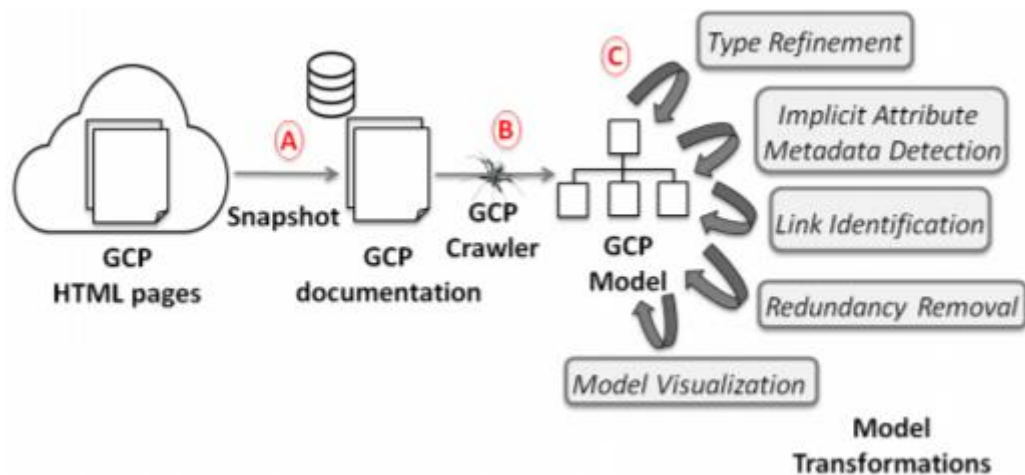 A
Snapshot
GCP
HTML pages
GCP
documentation
B
GCP
Crawler
C
GCP
Model
Type Refinement
Implicit Attribute
Metadata Detection
Link Identification
Redundancy Removal
Model Visualization
Model
Transformations